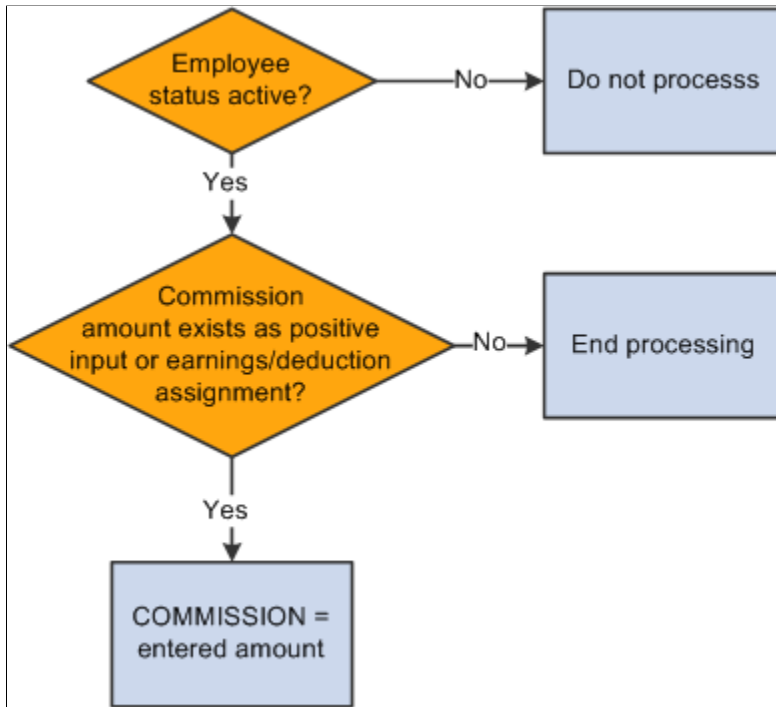 Employee
status active?
No
Do not processs
Yes
Commission
amount exists as positive
input or earnings/deduction
assignment?
No
End processing
Yes
COMMISSION =
entered amount